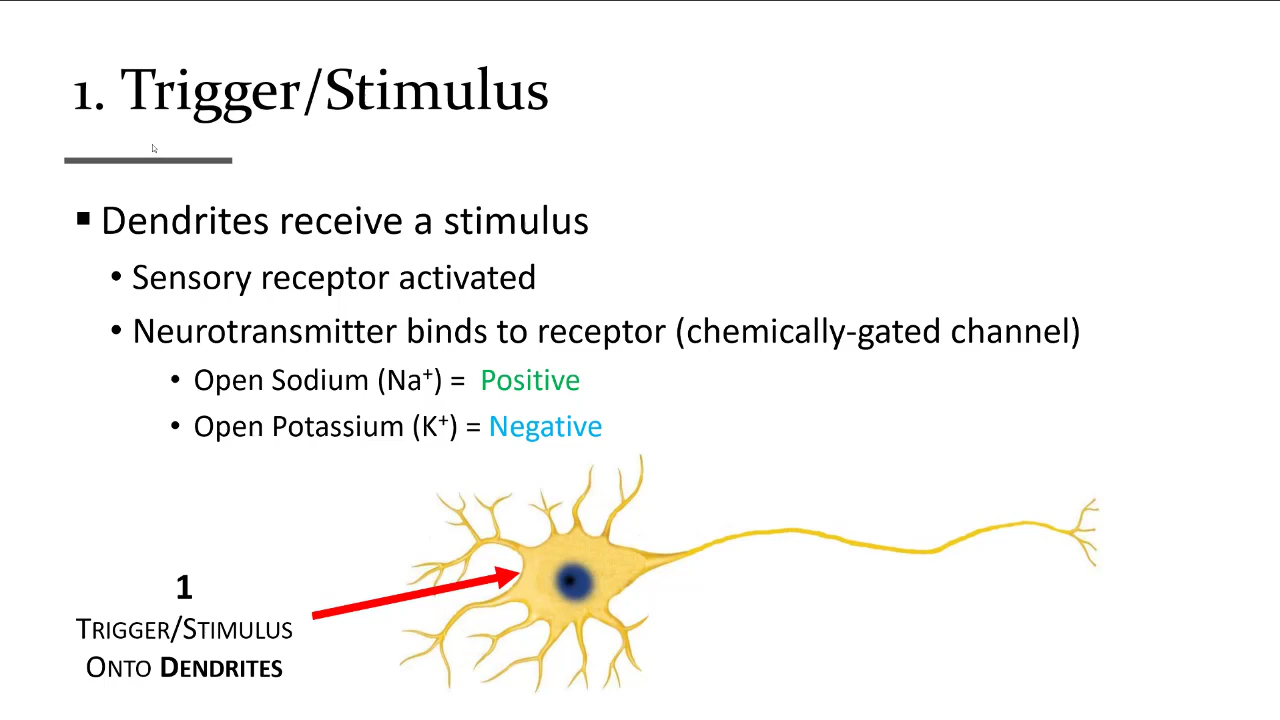 1. Trigger/Stimulus
▪ Dendrites receive a stimulus
• Sensory receptor activated
• Neurotransmitter binds to receptor (chemically-gated channel)
• Open Sodium (Na⁺) = Positive
• Open Potassium (K⁺) = Negative
1
TRIGGER/STIMULUS
ONTO DENDRITES